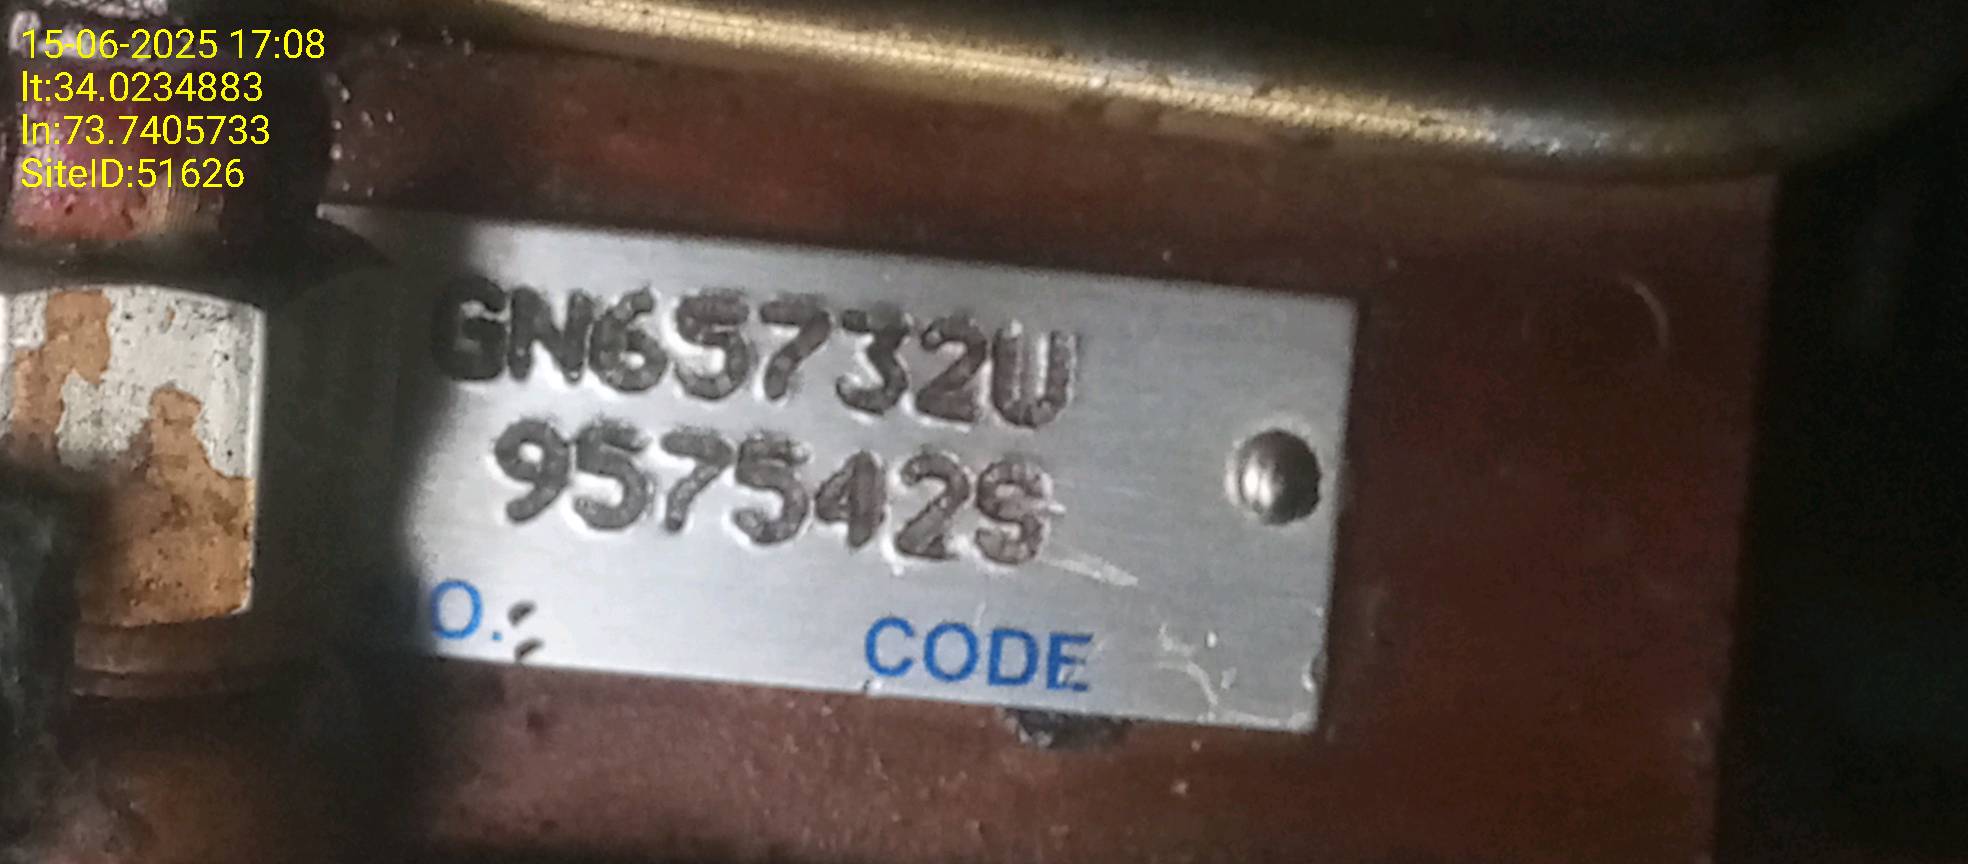 15-06-2025 17:08
lt:34.0234883
ln:73.7405733
SiteID:51626
GN65732U
957542S
O.:
CODE